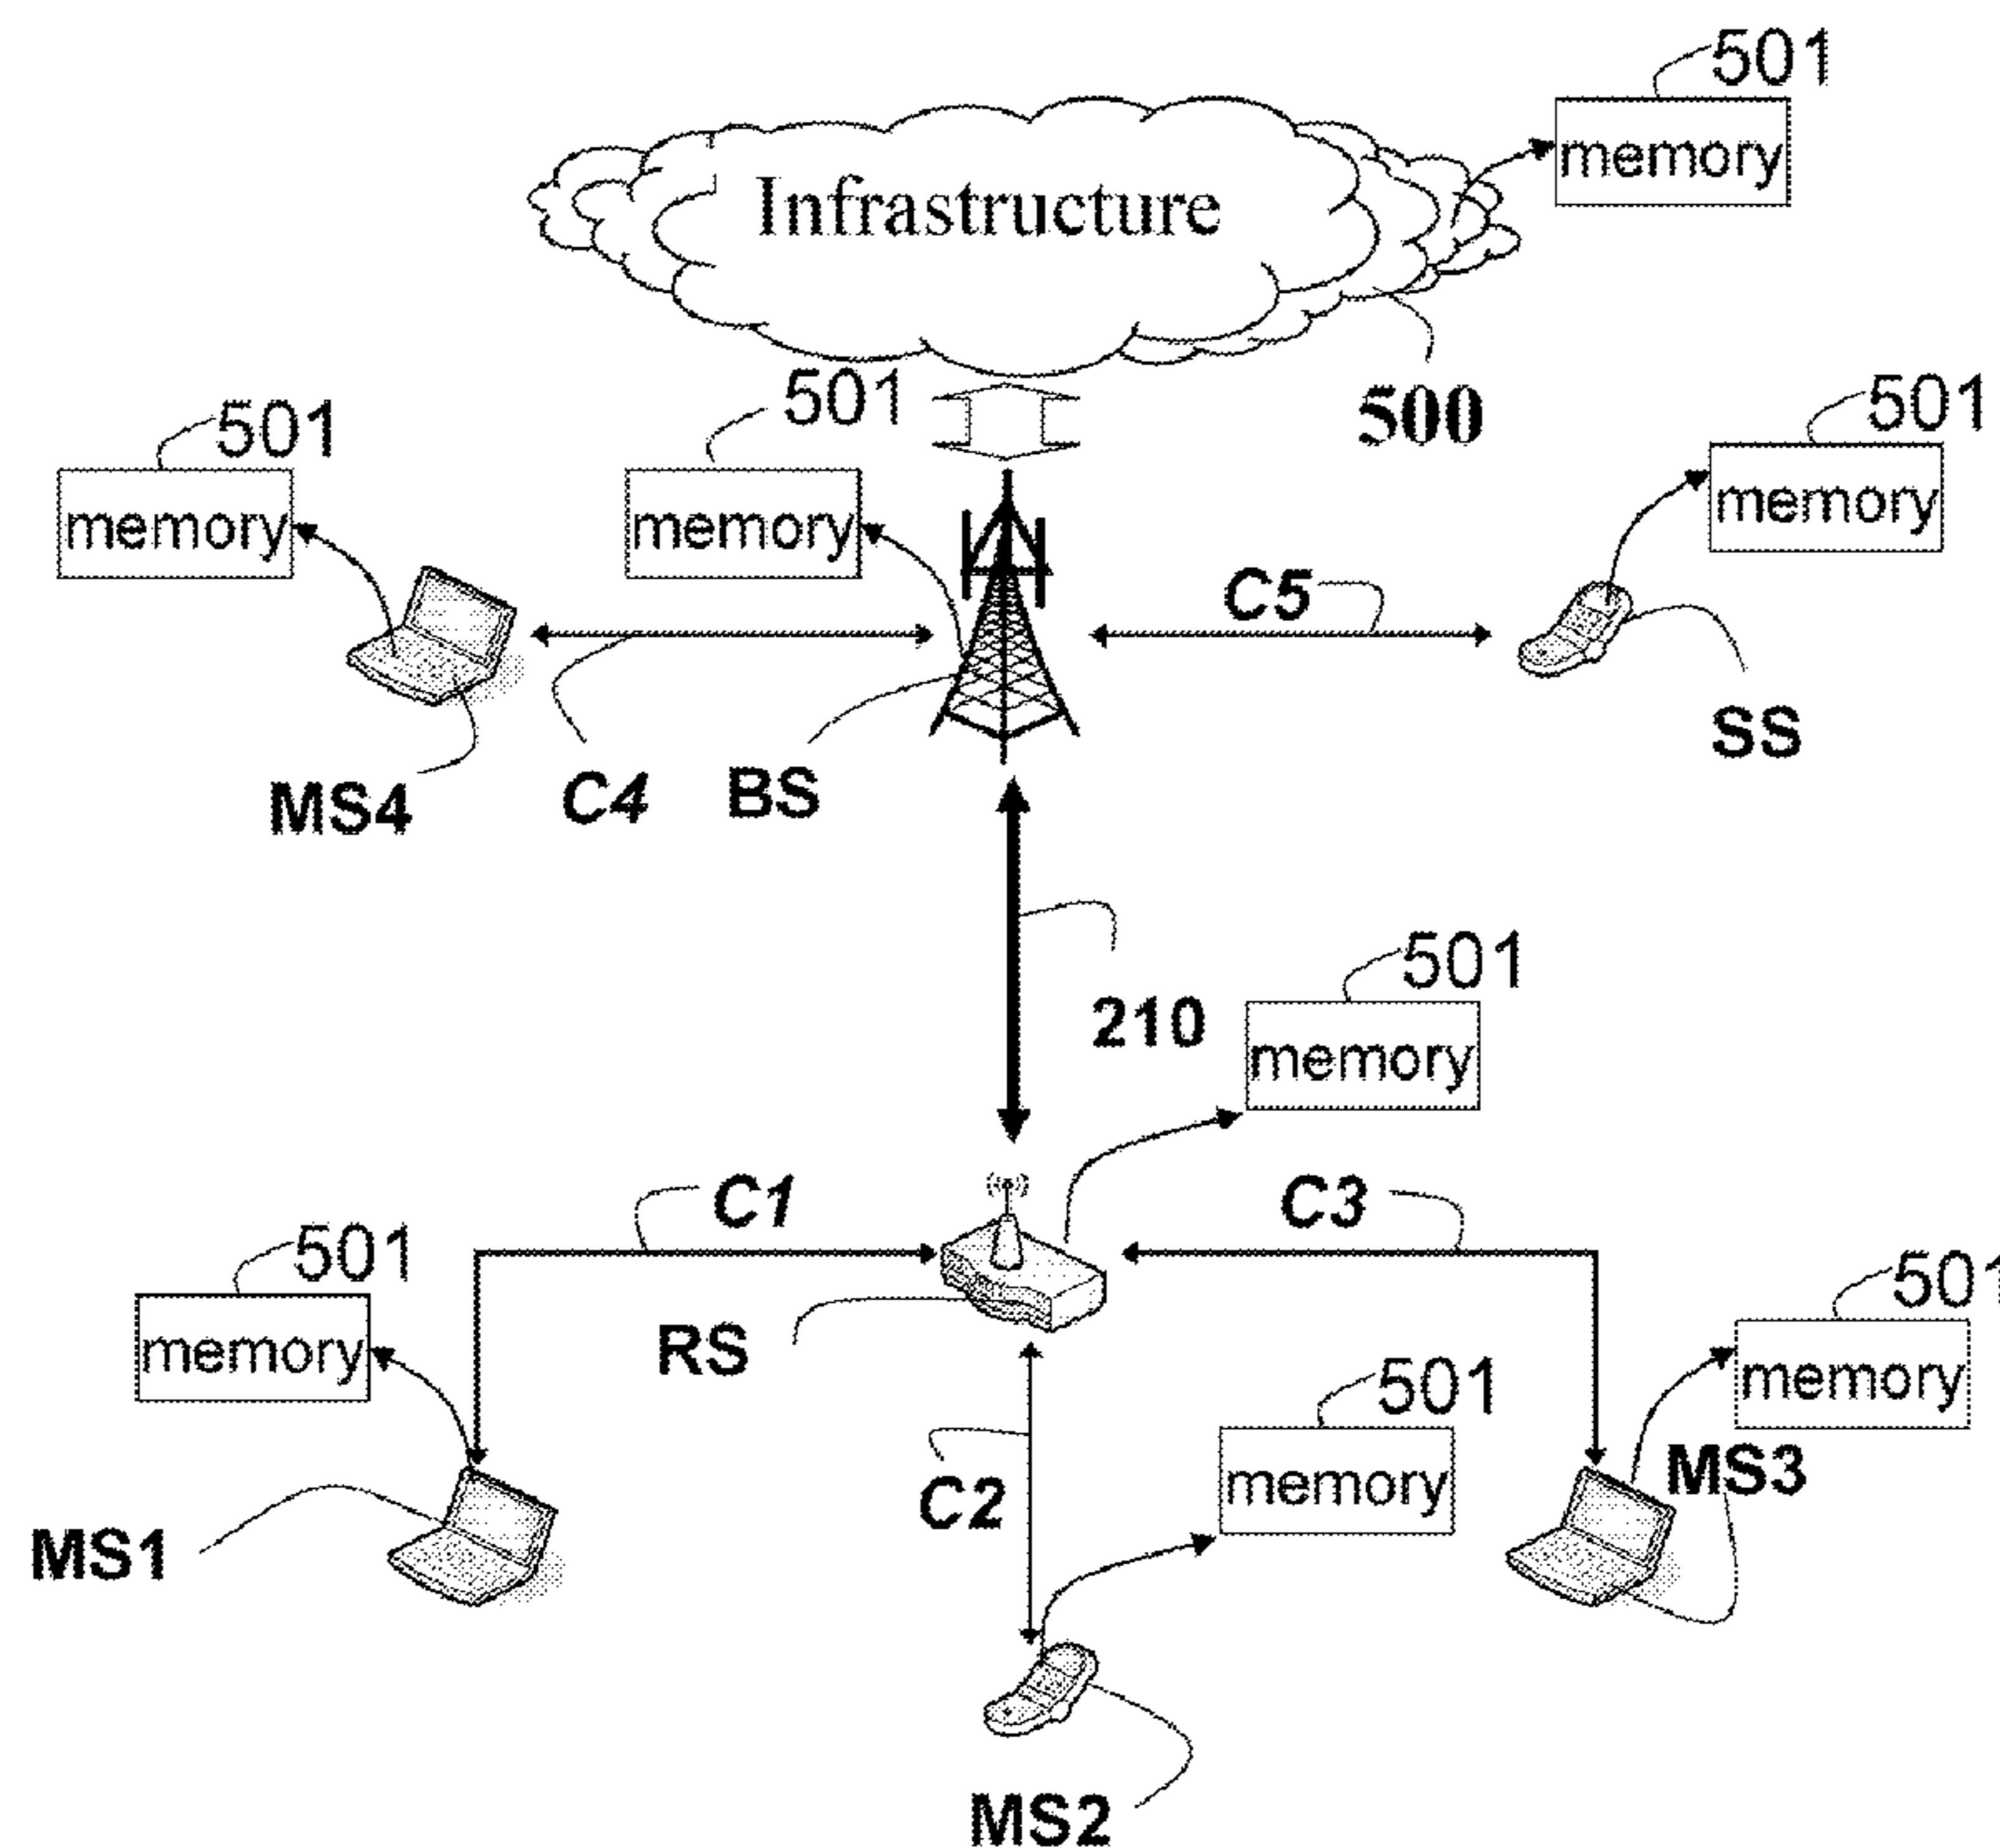 501
memory
Infrastructure
500
501
memory
501
memory
501
memory
C5
SS
MS4
C4
BS
210
501
memory
C1
C3
501
memory
RS
501
memory
MS3
501
memory
C2
MS1
MS2